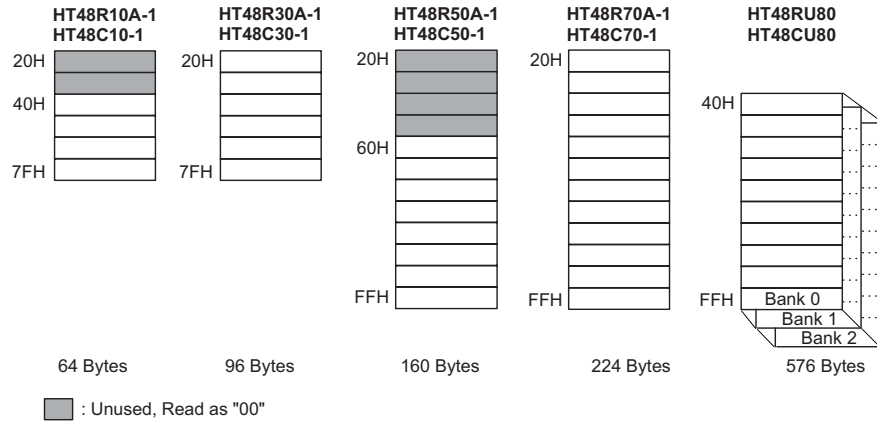 HT48R10A-1 HT48R30A-1 HT48R50A-1 HT48R70A-1 HT48RU80
HT48C10-1 HT48C30-1 HT48C50-1 HT48C70-1 HT48CU80
20H 20H 20H 20H
40H 40H
60H
7FH 7FH
FFH FFH FFH Bank 0
Bank 1
Bank 2
64 Bytes 96 Bytes 160 Bytes 224 Bytes 576 Bytes
: Unused, Read as "00"